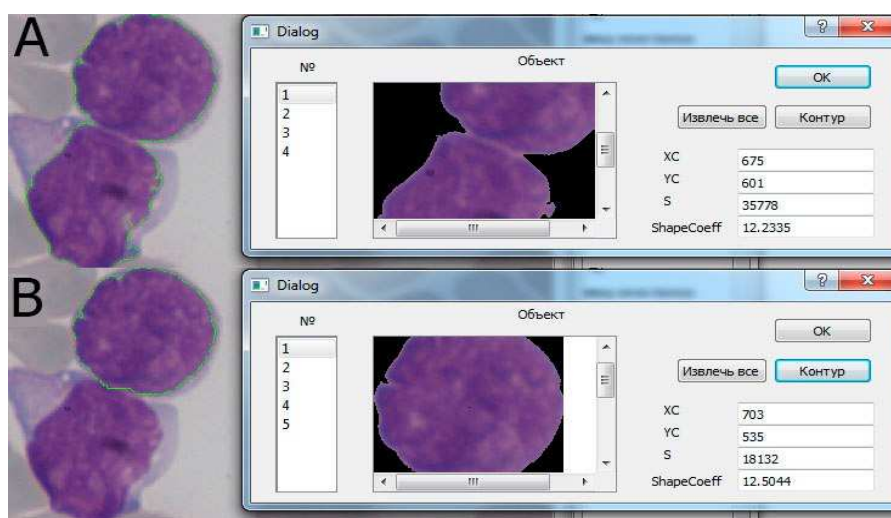 A
Dialog
№
Объект
OK
1
2
3
4
Извлечь все
Контур
XC
675
YC
601
S
35778
ShapeCoeff
12.2335
B
Dialog
№
Объект
OK
1
2
3
4
5
Извлечь все
Контур
XC
703
YC
535
S
18132
ShapeCoeff
12.5044